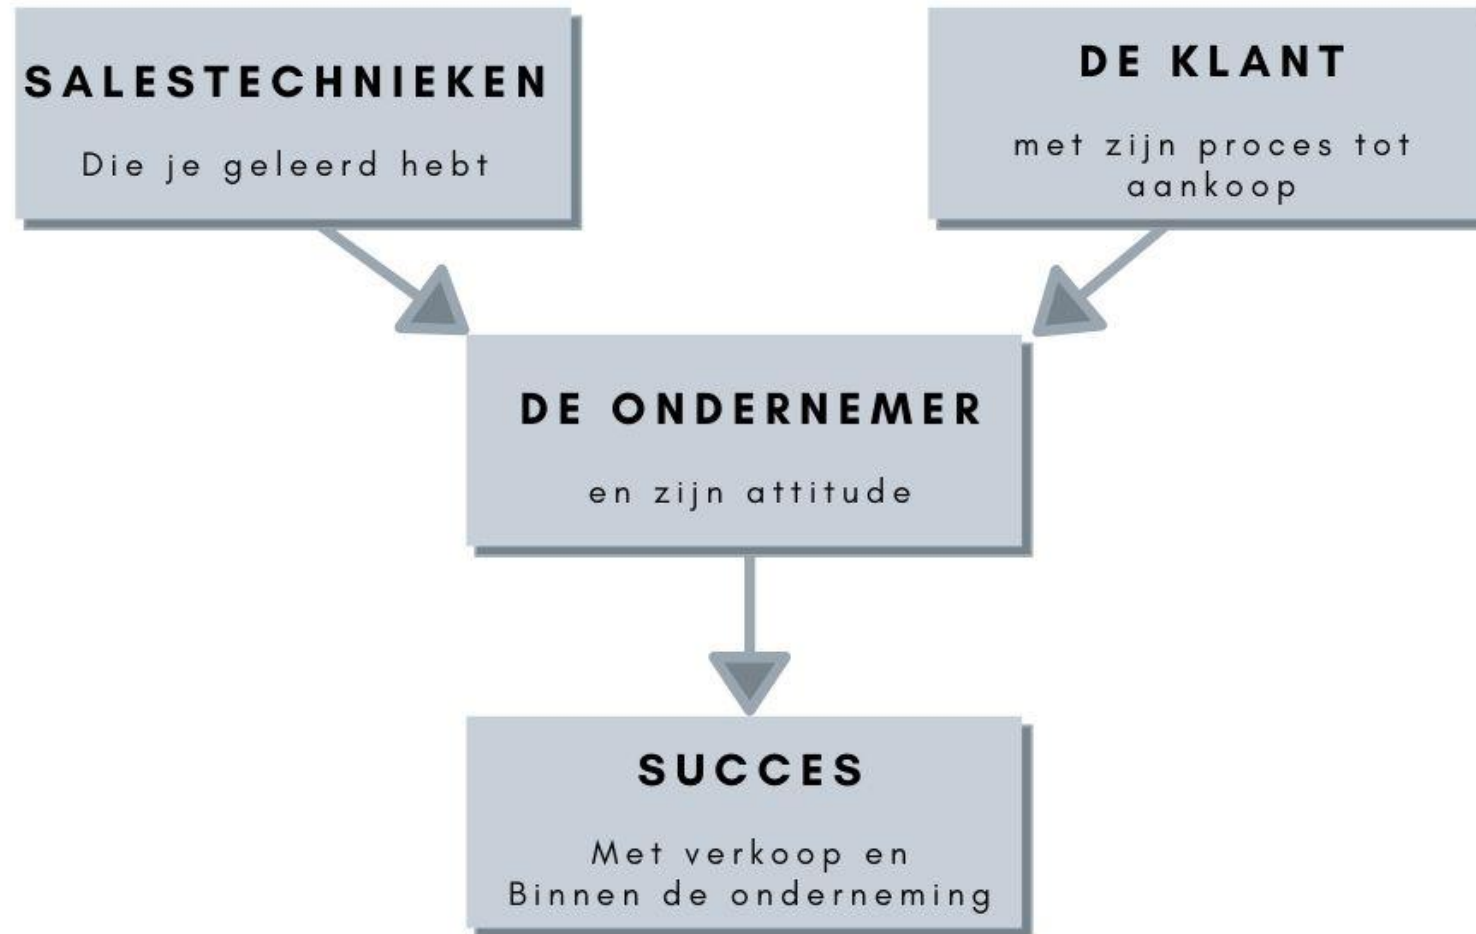 SALESTECHNIEKEN
Die je geleerd hebt
DE KLANT
met zijn proces tot
aankoop
DE ONDERNEMER
en zijn attitude
SUCCES
Met verkoop en
Binnen de onderneming